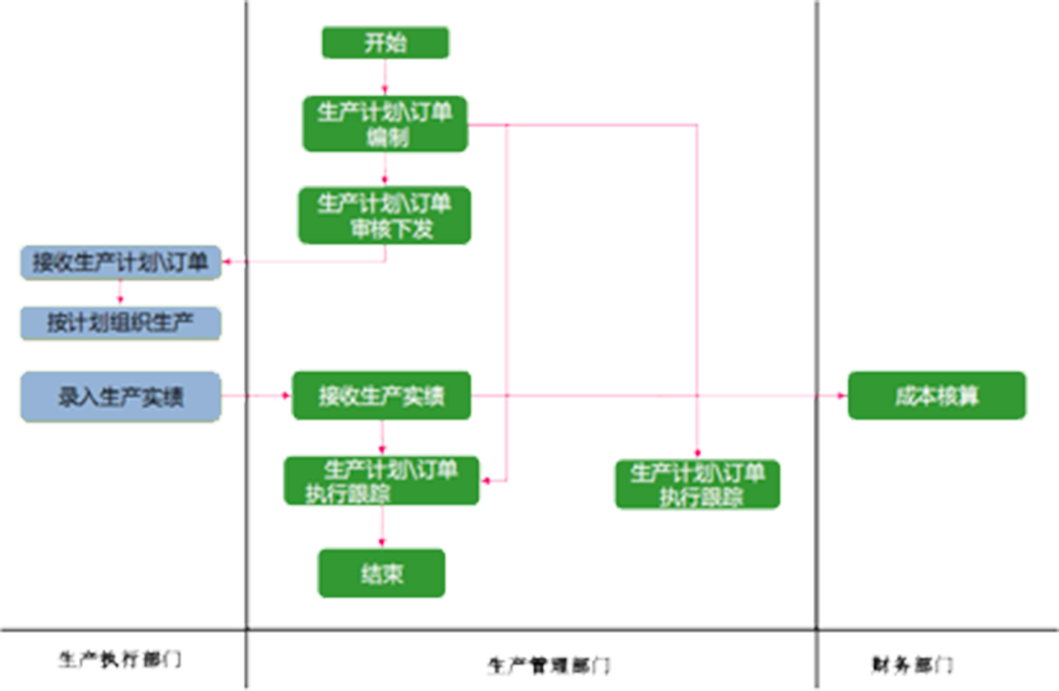 开始
生产计划\订单
编制
生产计划\订单
审核下发
接收生产计划\订单
按计划组织生产
录入生产实绩
接收生产实绩
成本核算
生产计划\订单
执行跟踪
生产计划\订单
执行跟踪
结束
生产执行部门
生产管理部门
财务部门